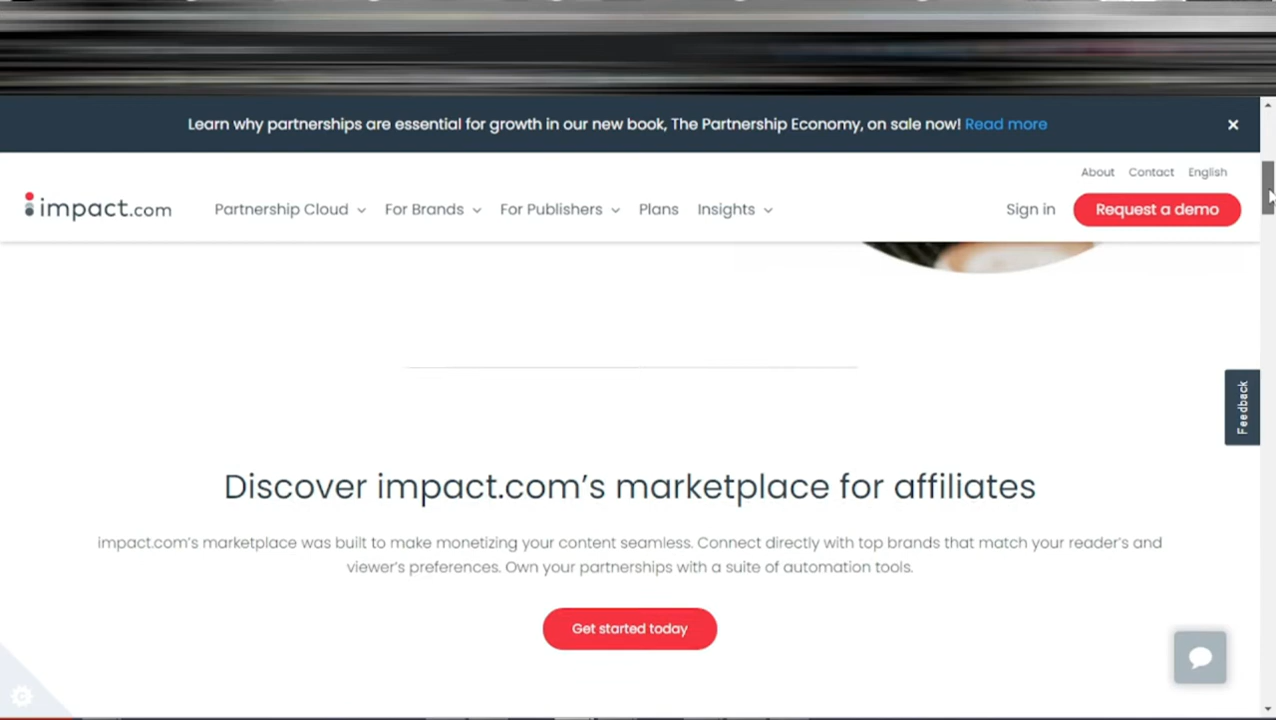 Learn why partnerships are essential for growth in our new book, The Partnership Economy, on sale now! Read more
About Contact English
impact.com Partnership Cloud For Brands For Publishers Plans Insights Sign in Request a demo
Feedback
Discover impact.com’s marketplace for affiliates
impact.com’s marketplace was built to make monetizing your content seamless. Connect directly with top brands that match your reader’s and
viewer’s preferences. Own your partnerships with a suite of automation tools.
Get started today